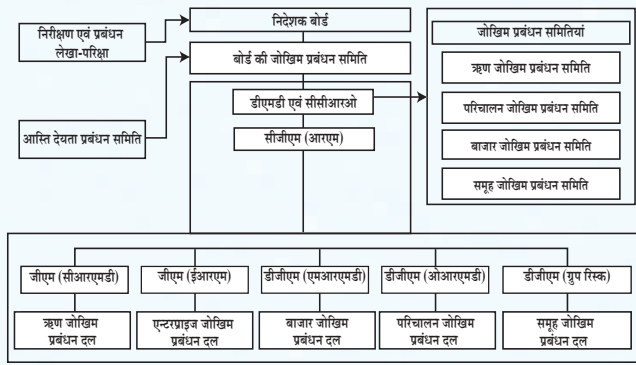 निरीक्षण एवं प्रबंधन
लेखा-परिक्षा
आस्ति देयता प्रबंधन समिति
निदेशक बोर्ड
बोर्ड की जोखिम प्रबंधन समिति
डीएमडी एवं सीसीआरओ
सीजीएम (आरएम)
जोखिम प्रबंधन समितियां
ऋण जोखिम प्रबंधन समिति
परिचालन जोखिम प्रबंधन समिति
बाजार जोखिम प्रबंधन समिति
समूह जोखिम प्रबंधन समिति
जीएम (सीआरएमडी)
जीएम (ईआरएम)
डीजीएम (एमआरएमडी)
डीजीएम (ओआरएमडी)
डीजीएम (ग्रुप रिस्क)
ऋण जोखिम
प्रबंधन दल
एन्टरप्राइज जोखिम
प्रबंधन दल
बाजार जोखिम
प्रबंधन दल
परिचालन जोखिम
प्रबंधन दल
समूह जोखिम
प्रबंधन दल